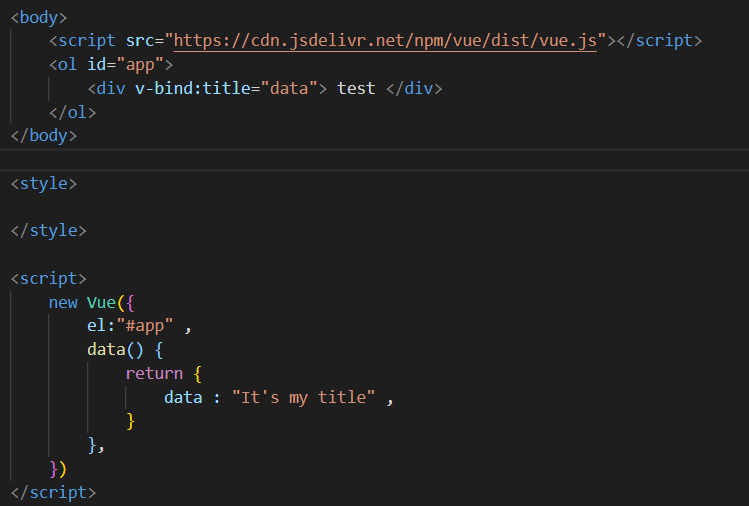 <body>
    <script src="https://cdn.jsdelivr.net/npm/vue/dist/vue.js"></script>
    <ol id="app">
        <div v-bind:title="data"> test </div>
    </ol>
</body>
<style>
</style>
<script>
    new Vue({
        el:"#app" ,
        data() {
            return {
                data : "It's my title" ,
            }
        },
    })
</script>